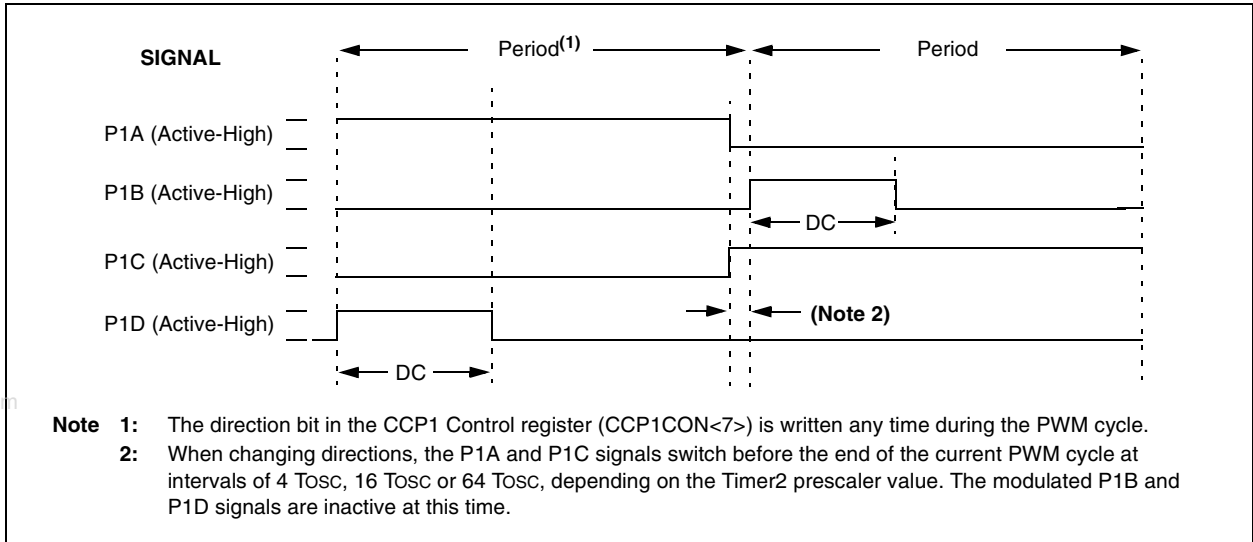 SIGNAL
Period(1)
Period
P1A (Active-High)
P1B (Active-High)
DC
P1C (Active-High)
P1D (Active-High)
(Note 2)
DC
m
Note 1: The direction bit in the CCP1 Control register (CCP1CON<7>) is written any time during the PWM cycle.
2: When changing directions, the P1A and P1C signals switch before the end of the current PWM cycle at
intervals of 4 TOSC, 16 TOSC or 64 TOSC, depending on the Timer2 prescaler value. The modulated P1B and
P1D signals are inactive at this time.